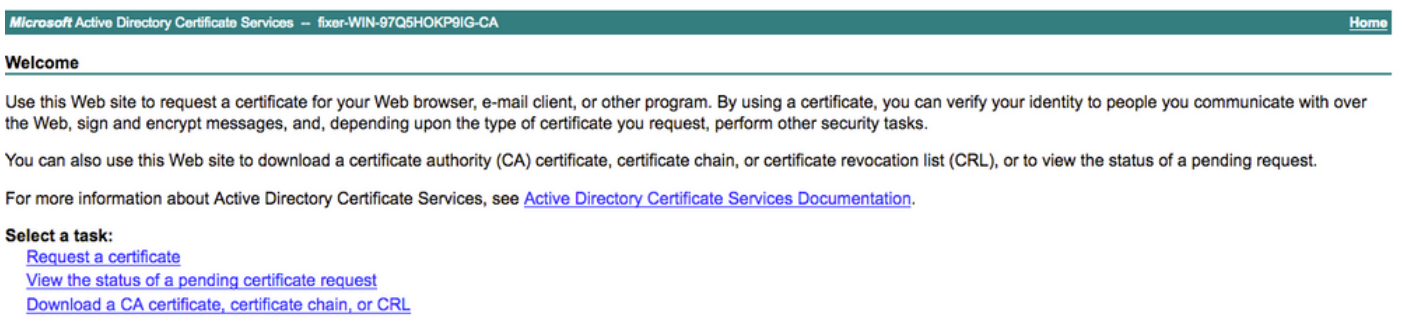 Microsoft Active Directory Certificate Services -- fixer-WIN-97Q5HOKP9IG-CA Home
Welcome
Use this Web site to request a certificate for your Web browser, e-mail client, or other program. By using a certificate, you can verify your identity to people you communicate with over
the Web, sign and encrypt messages, and, depending upon the type of certificate you request, perform other security tasks.
You can also use this Web site to download a certificate authority (CA) certificate, certificate chain, or certificate revocation list (CRL), or to view the status of a pending request.
For more information about Active Directory Certificate Services, see Active Directory Certificate Services Documentation.
Select a task:
Request a certificate
View the status of a pending certificate request
Download a CA certificate, certificate chain, or CRL